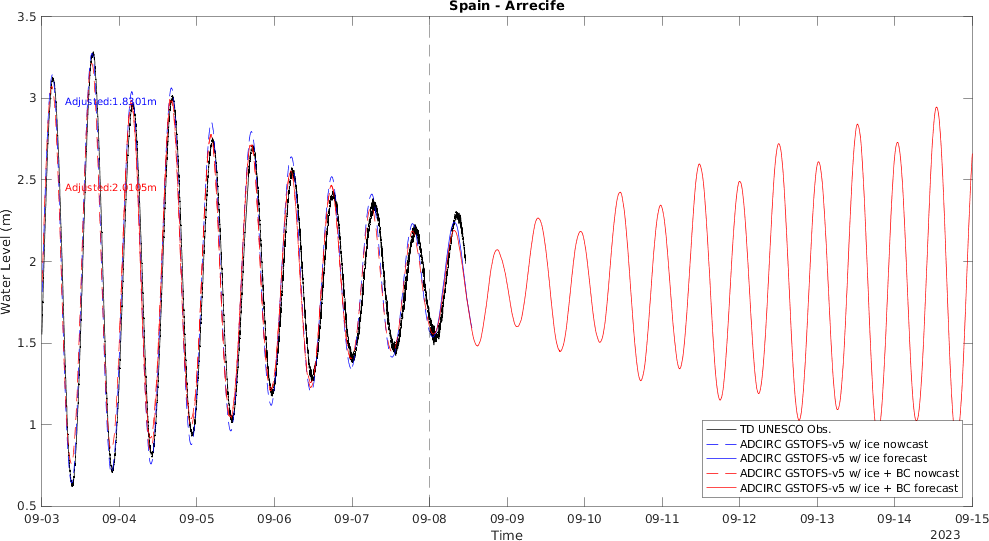 Spain - Arrecife
3.5
3
2.5
2
1.5
1
0.5
Water Level (m)
Adjusted:1.8301m
Adjusted:2.0105m
TD UNESCO Obs.
ADCIRC GSTOFS-v5 w/ ice nowcast
ADCIRC GSTOFS-v5 w/ ice forecast
ADCIRC GSTOFS-v5 w/ ice + BC nowcast
ADCIRC GSTOFS-v5 w/ ice + BC forecast
09-03 09-04 09-05 09-06 09-07 09-08 09-09 09-10 09-11 09-12 09-13 09-14 09-15
Time
2023